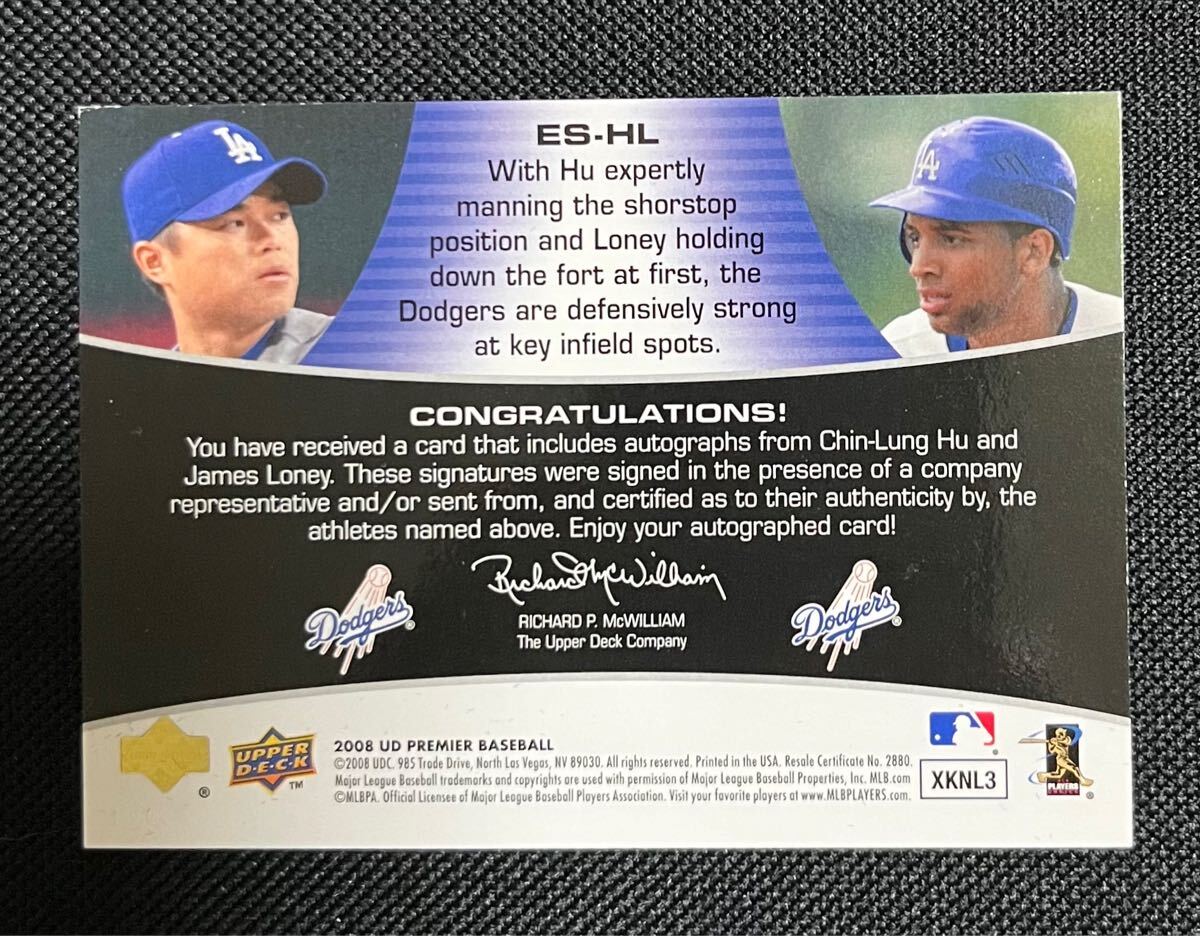 LA
LA
ES-HL
With Hu expertly
manning the shorstop
position and Loney holding
down the fort at first, the
Dodgers are defensively strong
at key infield spots.
CONGRATULATIONS!
You have received a card that includes autographs from Chin-Lung Hu and
James Loney. These signatures were signed in the presence of a company
representative and/or sent from, and certified as to their authenticity by, the
athletes named above. Enjoy your autographed card!
Richard McWilliam
RICHARD P. McWILLIAM
The Upper Deck Company
Dodgers®
Dodgers®
®
UPPER
D·E·C·K
™
2008 UD PREMIER BASEBALL
©2008 UDC. 985 Trade Drive, North Las Vegas, NV 89030. All rights reserved. Printed in the USA. Resale Certificate No. 2880.
Major League Baseball trademarks and copyrights are used with permission of Major League Baseball Properties, Inc. MLB.com
©MLBPA. Official Licensee of Major League Baseball Players Association. Visit your favorite players at www.MLBPLAYERS.com.
®
XKNL3
PLAYERS
®